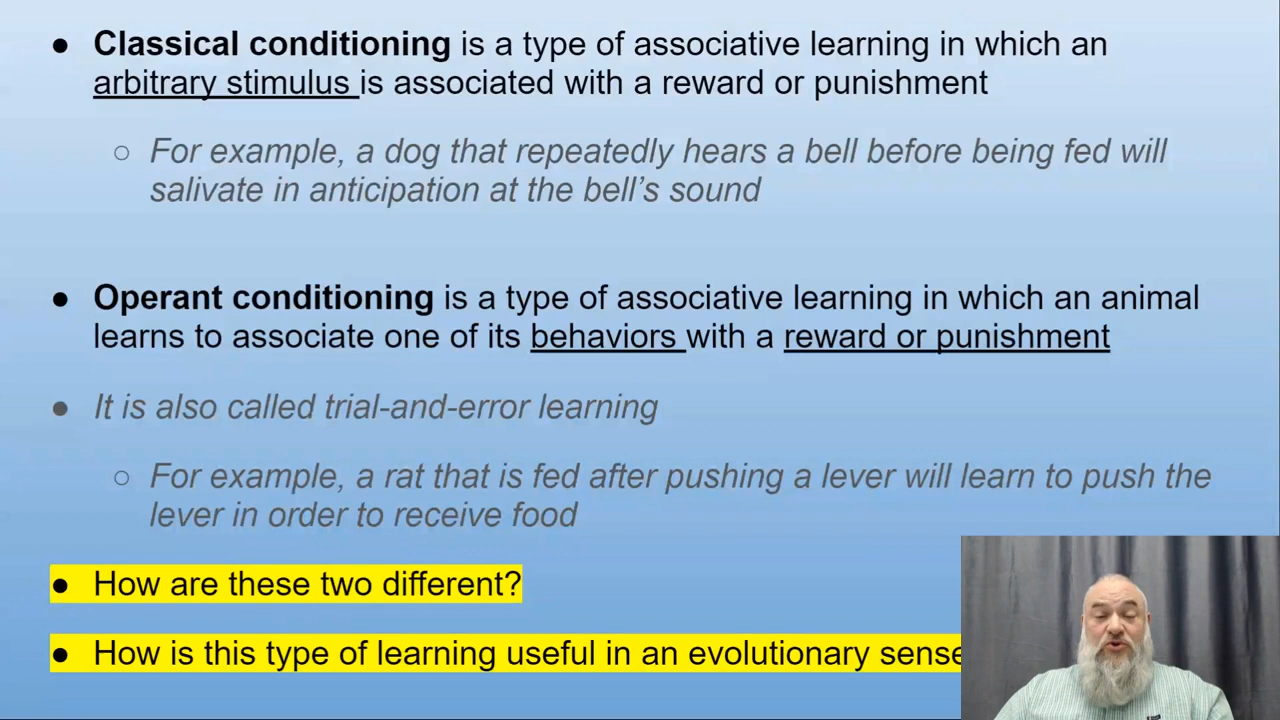 ● Classical conditioning is a type of associative learning in which an
arbitrary stimulus is associated with a reward or punishment
○ For example, a dog that repeatedly hears a bell before being fed will
salivate in anticipation at the bell's sound
● Operant conditioning is a type of associative learning in which an animal
learns to associate one of its behaviors with a reward or punishment
● It is also called trial-and-error learning
○ For example, a rat that is fed after pushing a lever will learn to push the
lever in order to receive food
● How are these two different?
● How is this type of learning useful in an evolutionary sense